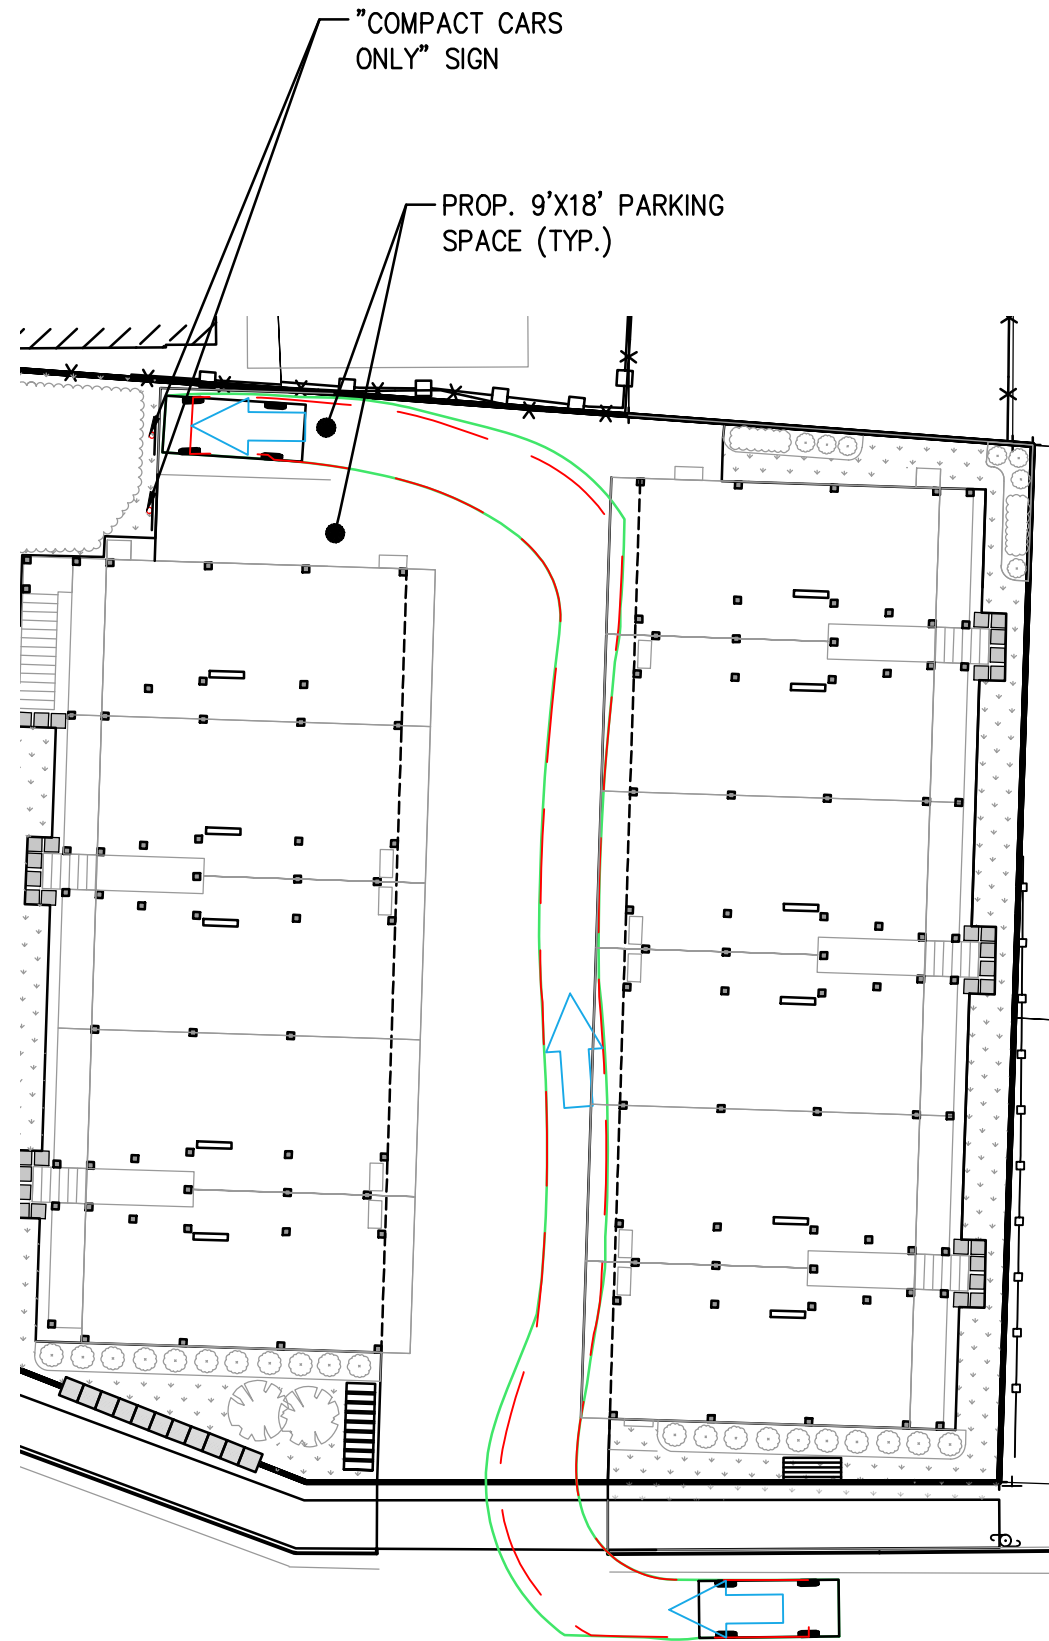 "COMPACT CARS
ONLY" SIGN
PROP. 9'X18' PARKING
SPACE (TYP.)